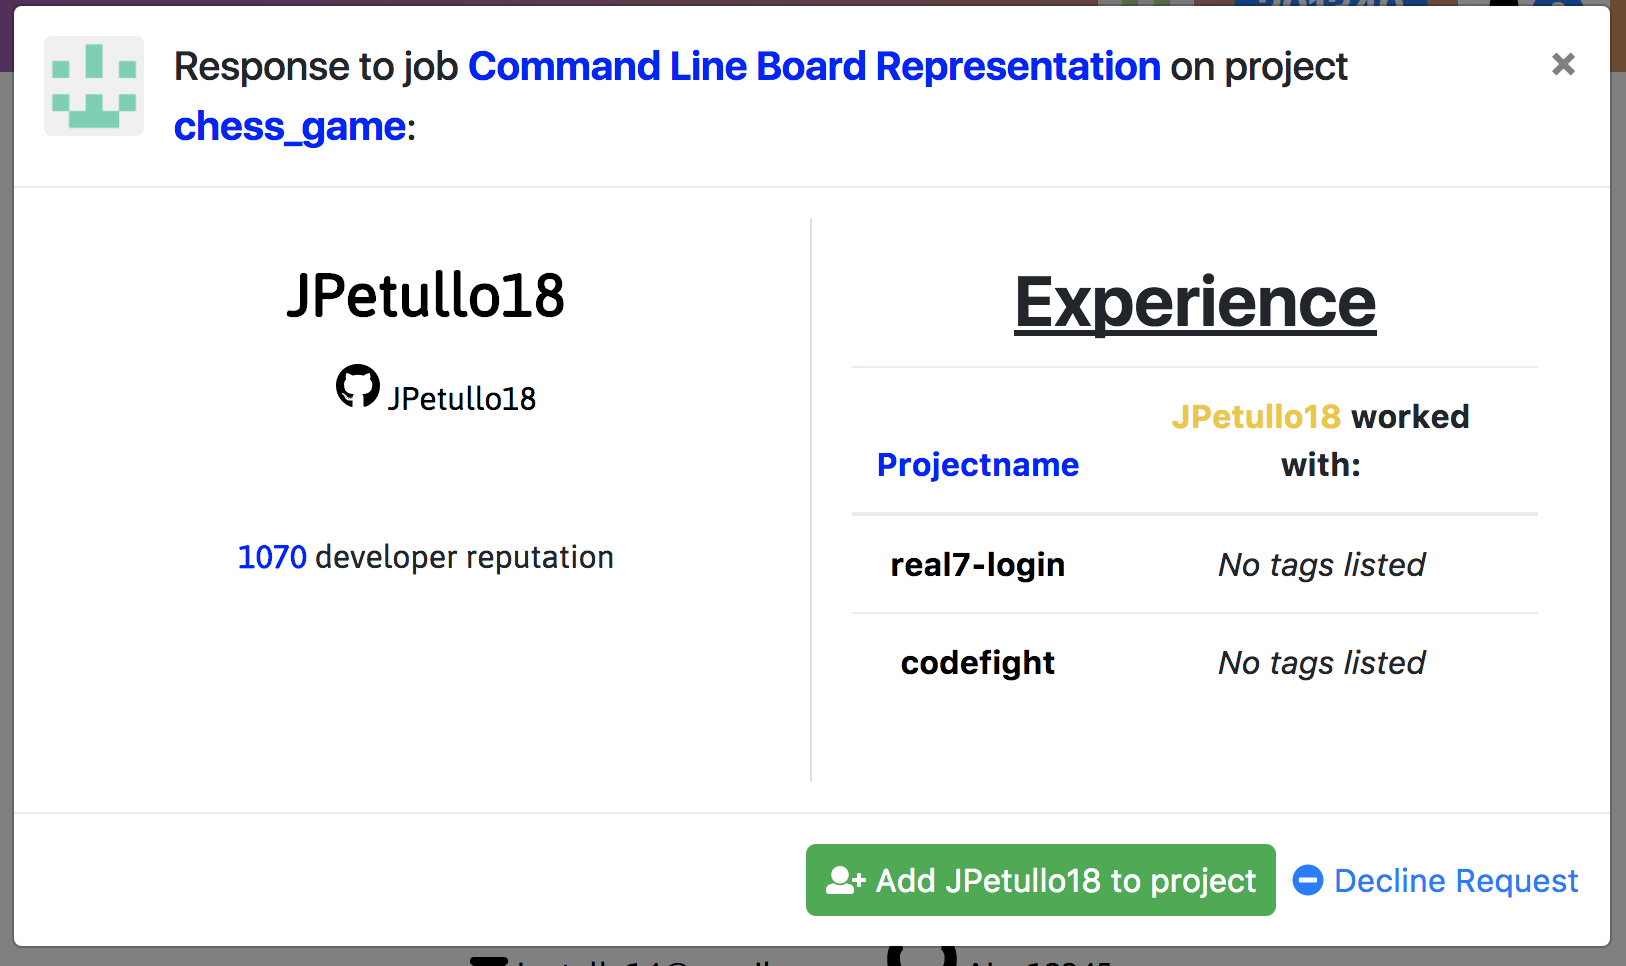 Response to job Command Line Board Representation on project
chess_game:
JPetullo18
JPetullo18
1070 developer reputation
Experience
Projectname
JPetullo18 worked
with:
real7-login
No tags listed
codefight
No tags listed
Add JPetullo18 to project
Decline Request